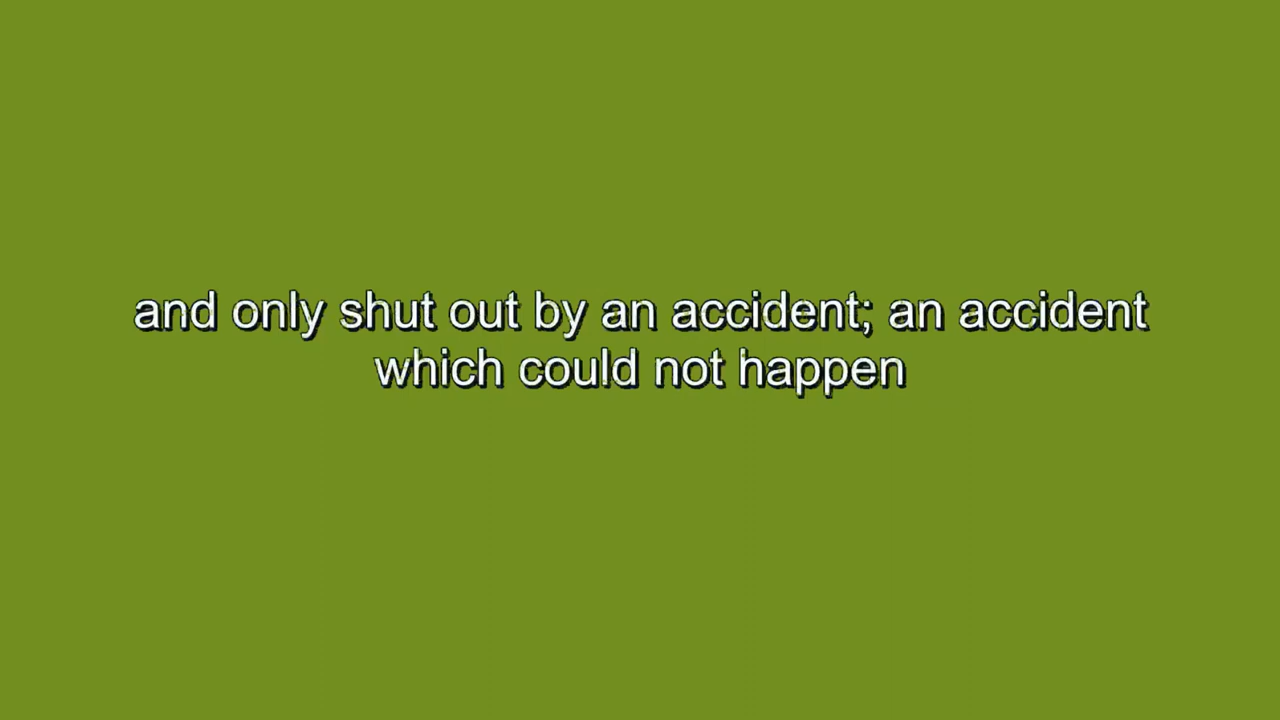 and only shut out by an accident; an accident
which could not happen